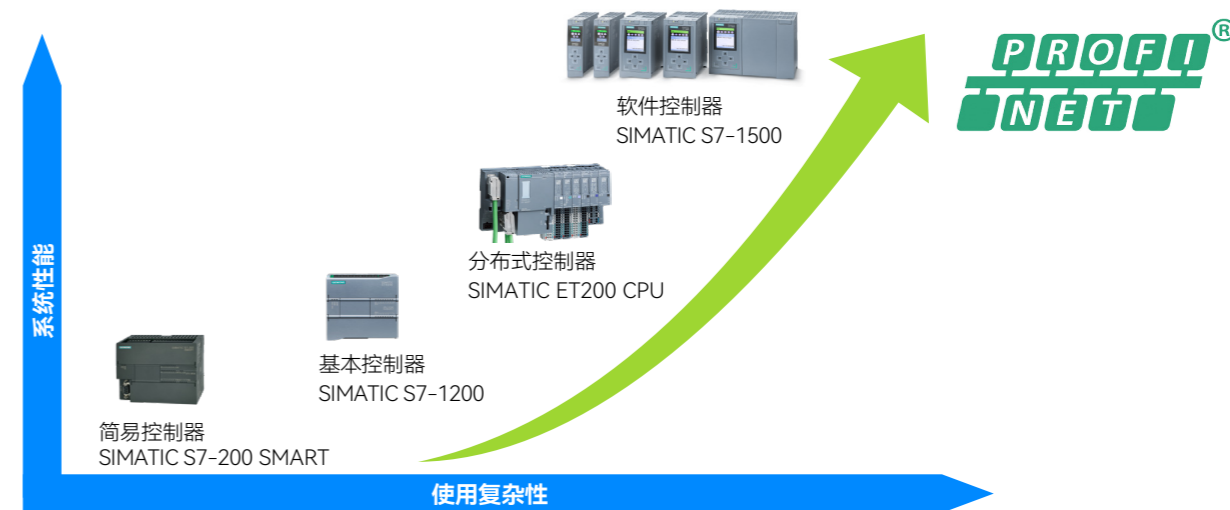 PROFI®
NET
软件控制器
SIMATIC S7-1500
分布式控制器
SIMATIC ET200 CPU
系统性能
基本控制器
SIMATIC S7-1200
简易控制器
SIMATIC S7-200 SMART
使用复杂性